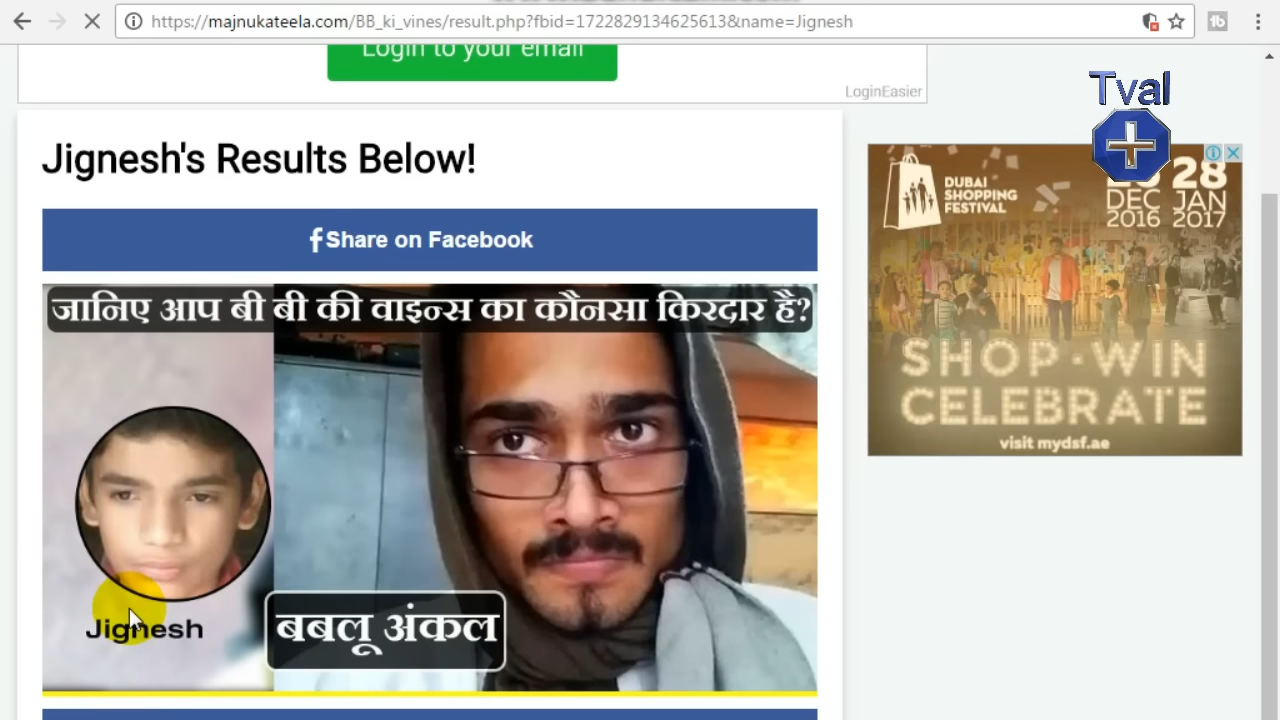 https://majnukateela.com/BB_ki_vines/result.php?fbid=1722829134625613&name=Jignesh
Login to your email
LoginEasier
Tval
Jignesh's Results Below!
Share on Facebook
जानिए आप बी बी की वाइन्स का कौनसा किरदार है?
Jignesh
बबलू अंकल
DUBAI
SHOPPING
FESTIVAL
28
DEC JAN
2016 2017
SHOP·WIN
CELEBRATE
visit mydsf.ae